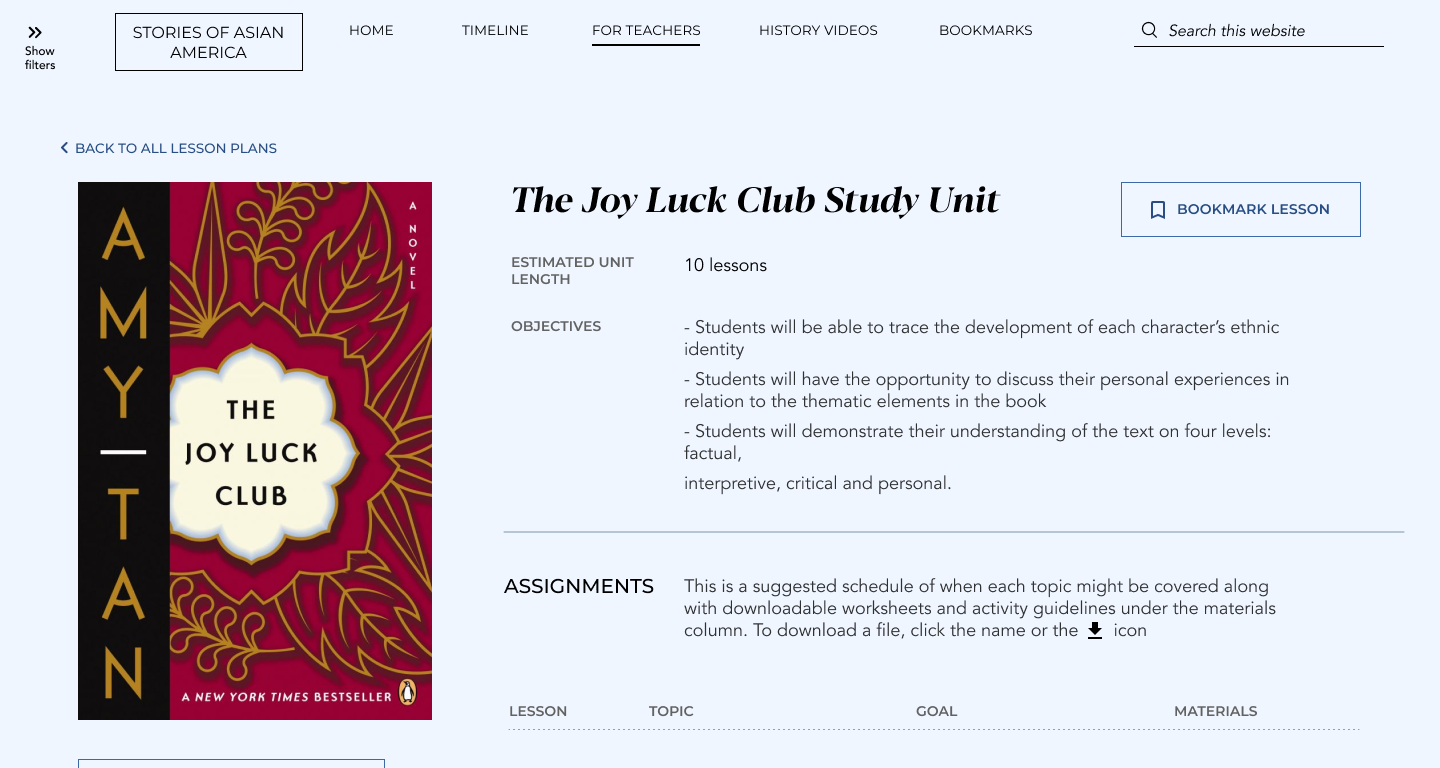 Show
filters
STORIES OF ASIAN
AMERICA
HOME
TIMELINE
FOR TEACHERS
HISTORY VIDEOS
BOOKMARKS
Search this website
BACK TO ALL LESSON PLANS
AMY—TAN
A NOVEL
THE
JOY LUCK
CLUB
A NEW YORK TIMES BESTSELLER
The Joy Luck Club Study Unit
BOOKMARK LESSON
ESTIMATED UNIT
LENGTH
10 lessons
OBJECTIVES
- Students will be able to trace the development of each character’s ethnic
identity
- Students will have the opportunity to discuss their personal experiences in
relation to the thematic elements in the book
- Students will demonstrate their understanding of the text on four levels:
factual,
interpretive, critical and personal.
ASSIGNMENTS
This is a suggested schedule of when each topic might be covered along
with downloadable worksheets and activity guidelines under the materials
column. To download a file, click the name or the icon
LESSON
TOPIC
GOAL
MATERIALS